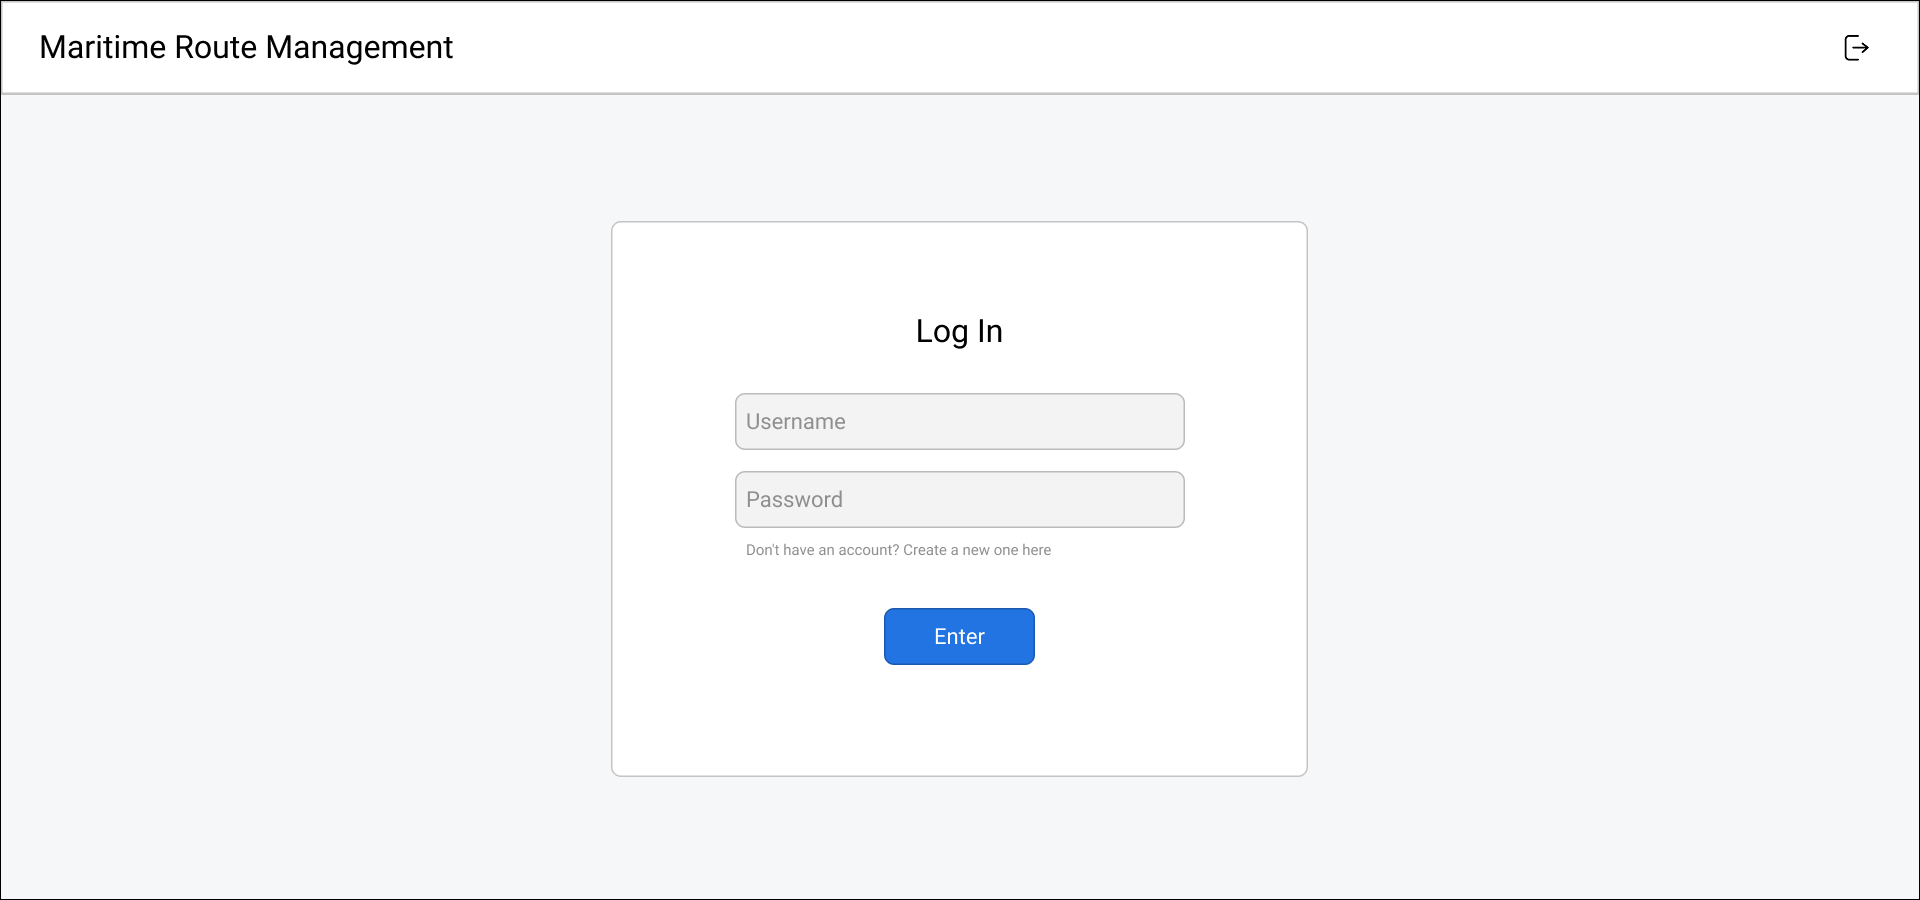 Maritime Route Management
Log In
Username
Password
Don't have an account? Create a new one here
Enter